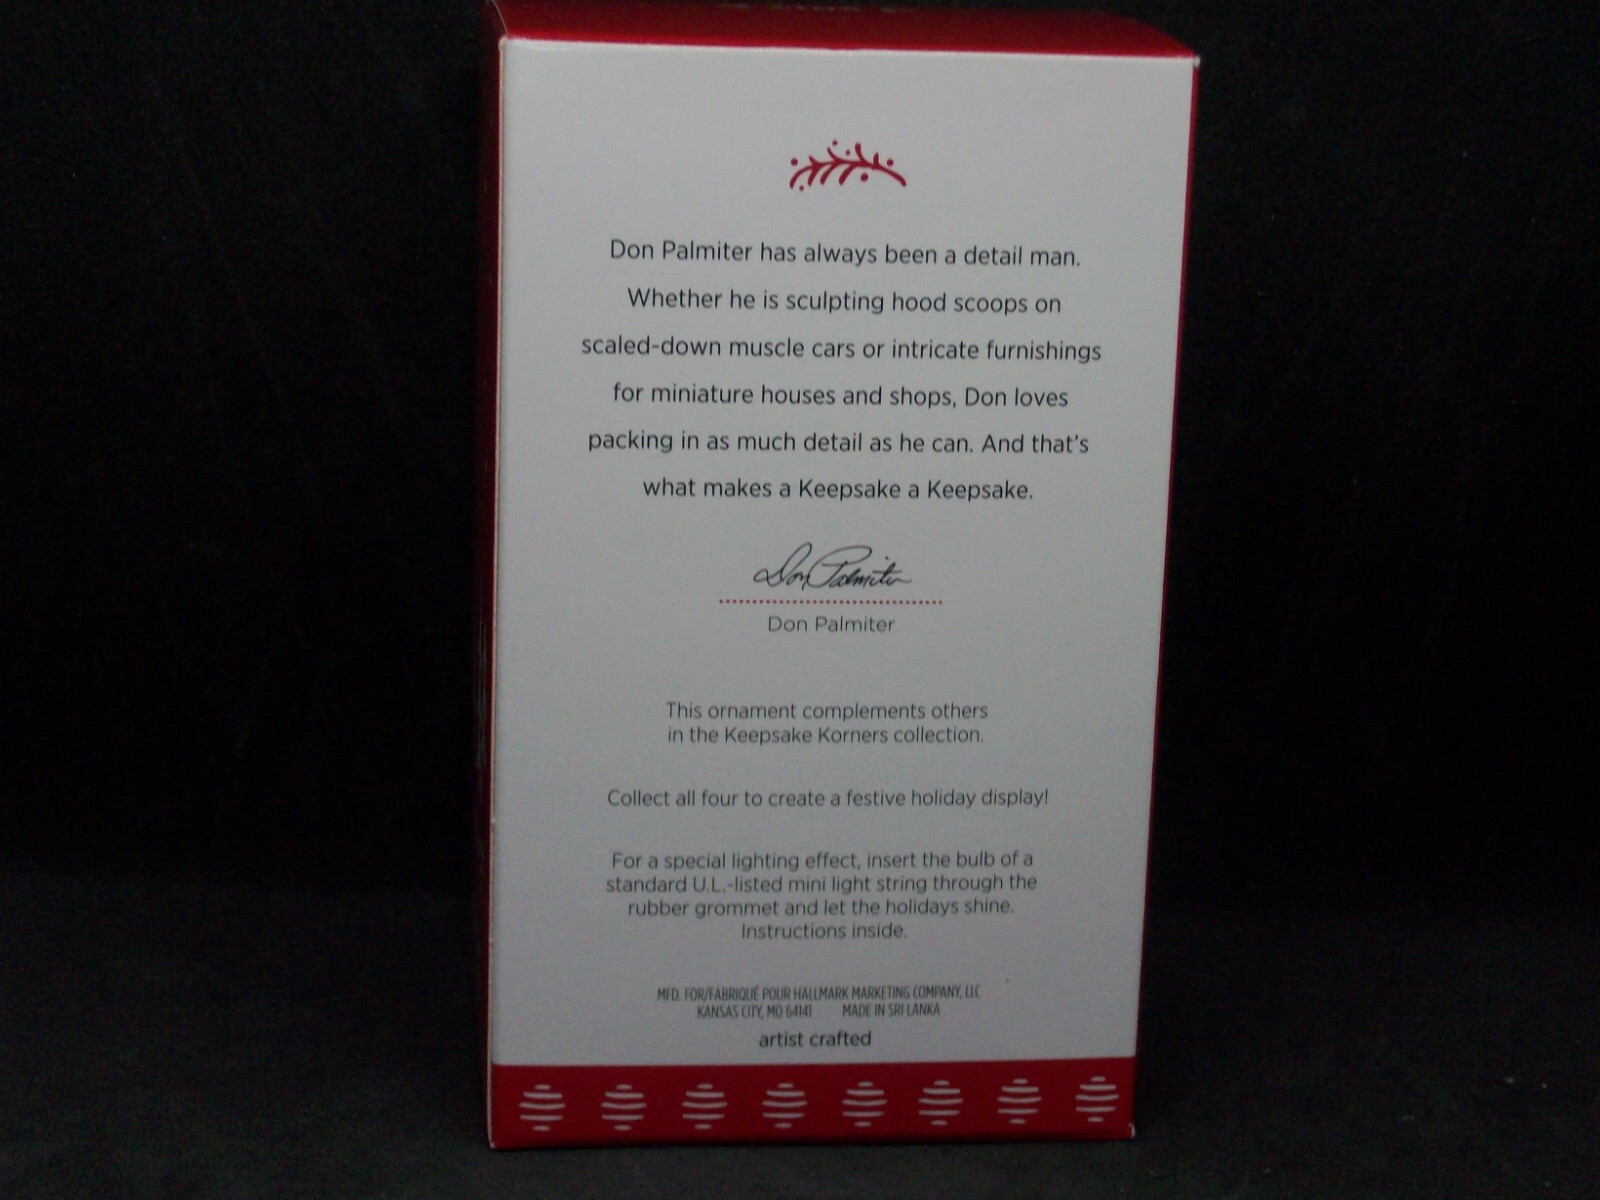 Don Palmiter has always been a detail man.
Whether he is sculpting hood scoops on
scaled-down muscle cars or intricate furnishings
for miniature houses and shops, Don loves
packing in as much detail as he can. And that's
what makes a Keepsake a Keepsake.
Don Palmiter
Don Palmiter
This ornament complements others
in the Keepsake Korners collection.
Collect all four to create a festive holiday display!
For a special lighting effect, insert the bulb of a
standard U.L.-listed mini light string through the
rubber grommet and let the holidays shine.
Instructions inside.
MFD. FOR/FABRIQUÉ POUR HALLMARK MARKETING COMPANY, LLC
KANSAS CITY, MO 64141 MADE IN SRI LANKA
artist crafted